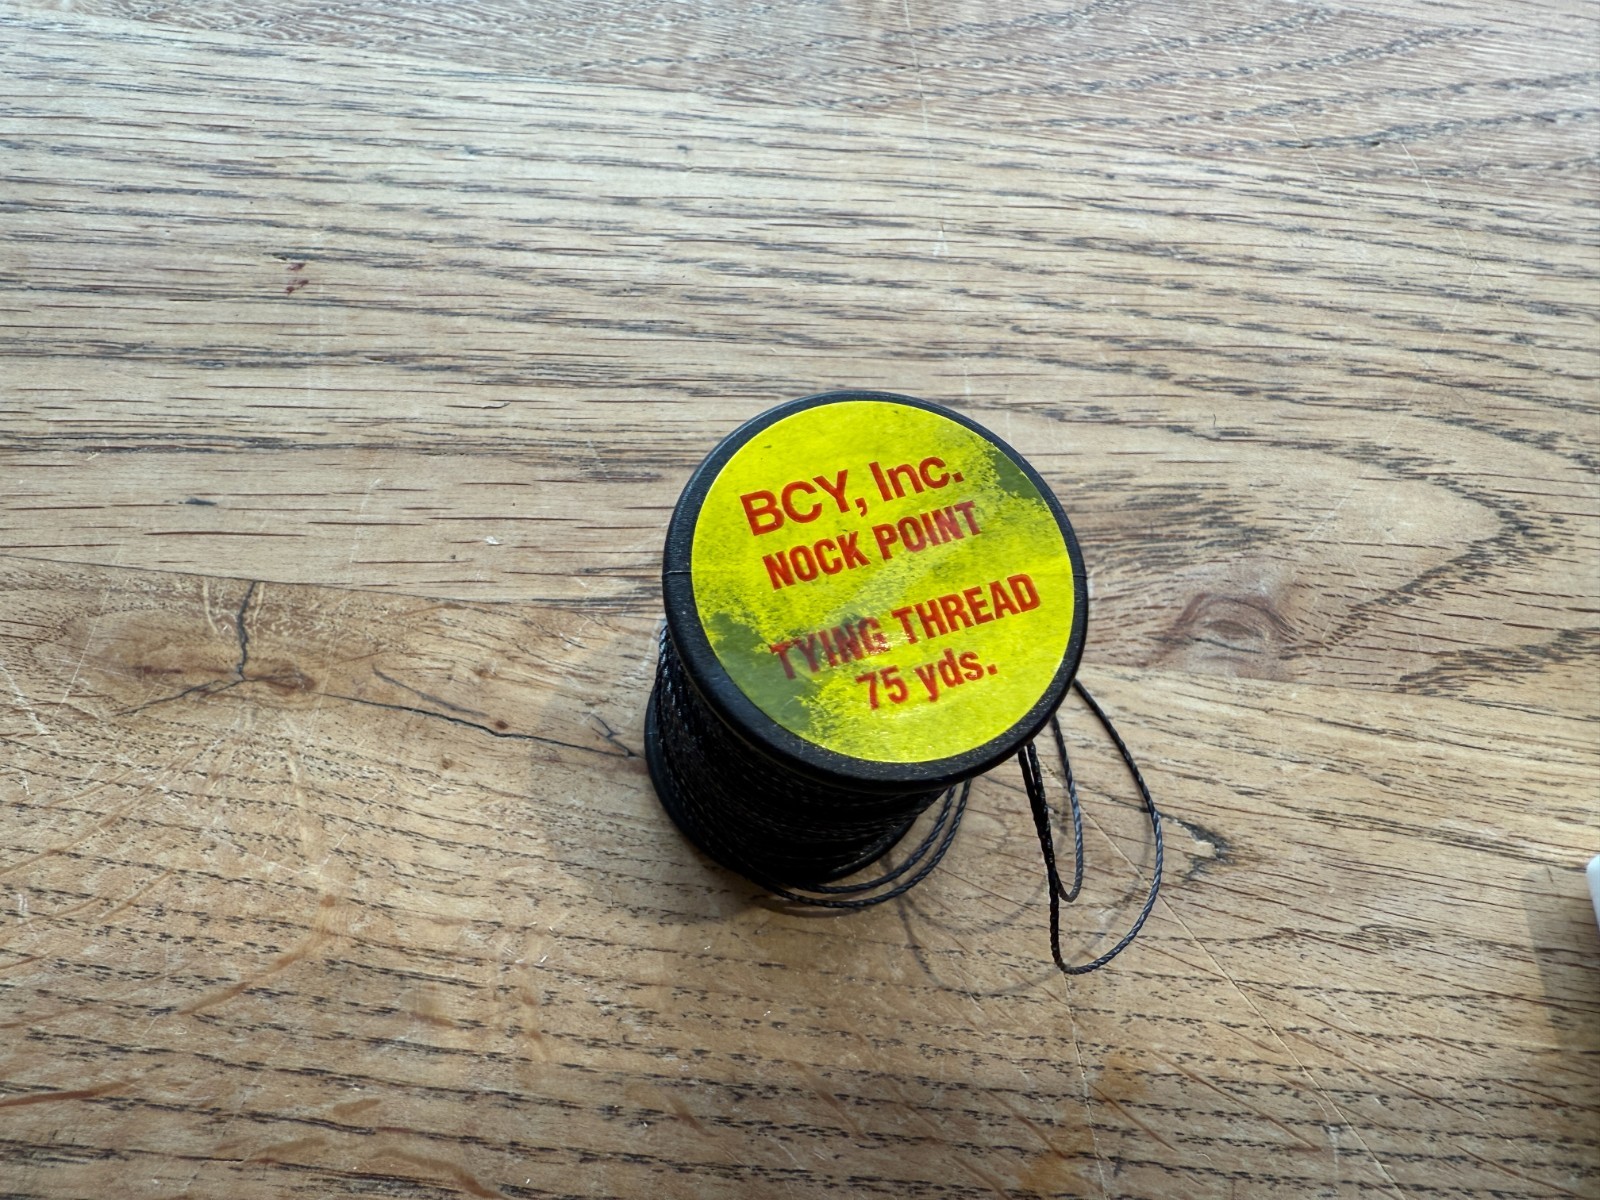 BCY, Inc.
NOCK POINT
TYING THREAD
75 yds.